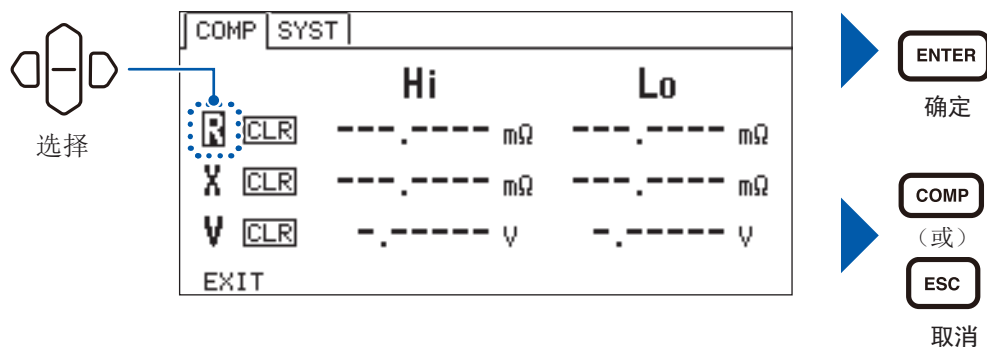 COMP SYST
Hi Lo
R CLR ---.---- mΩ ---.---- mΩ
X CLR ---.---- mΩ ---.---- mΩ
V CLR -.----- V -.----- V
EXIT
选择
ENTER
确定
COMP
（或）
ESC
取消